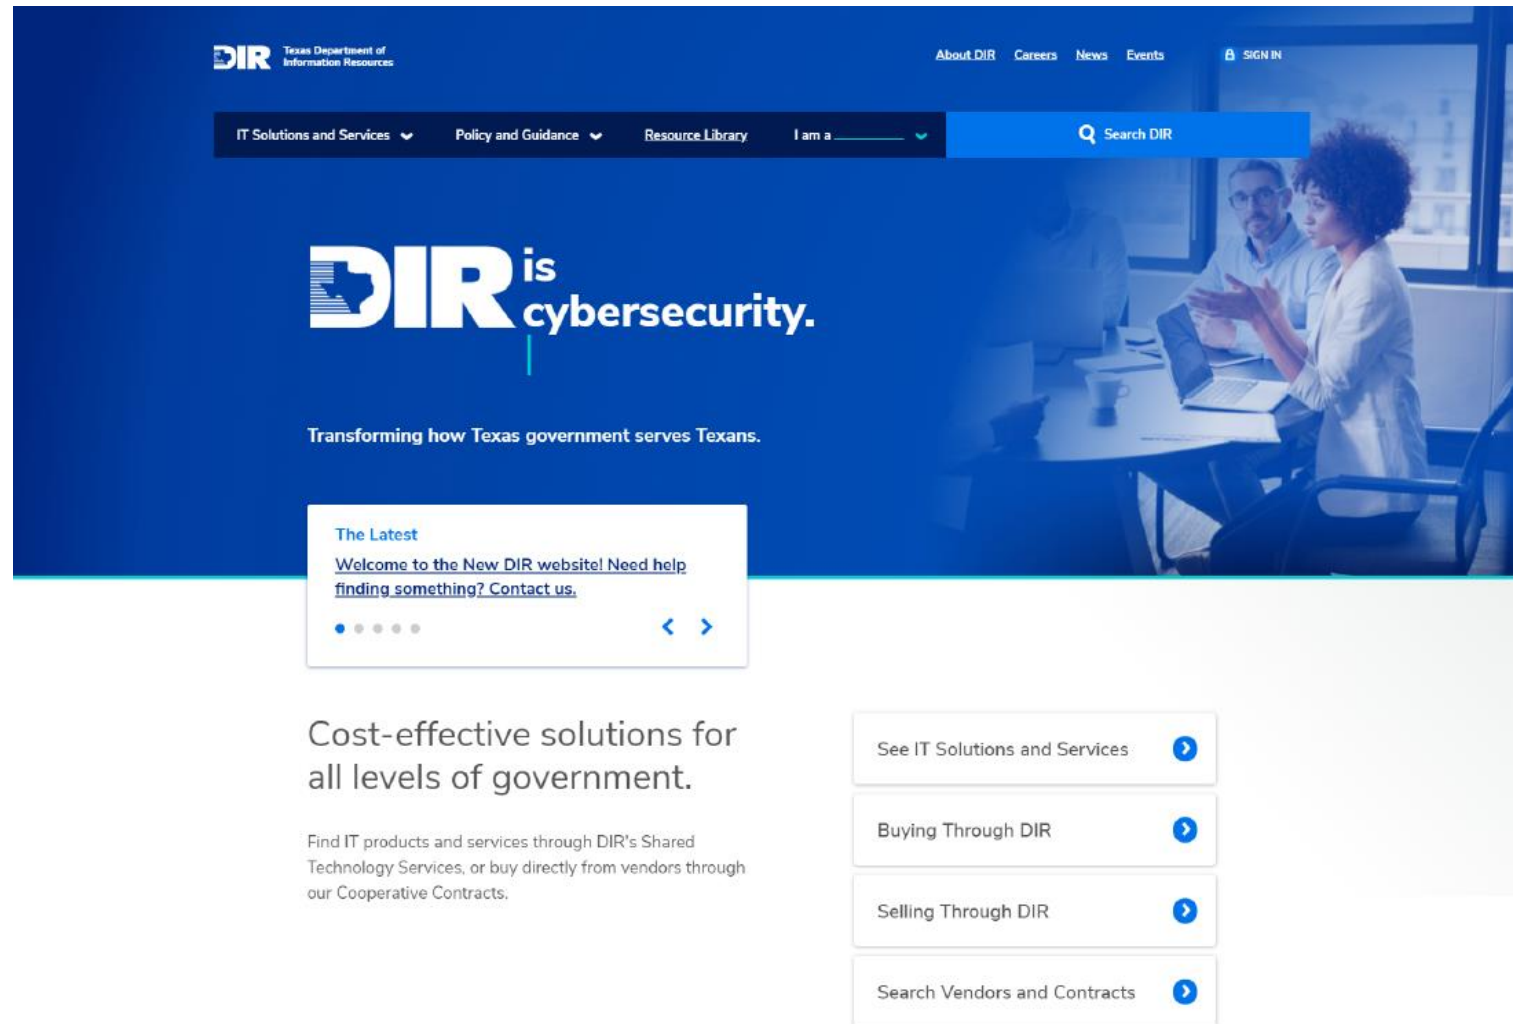 DIR Texas Department of
Information Resources
About DIR Careers News Events SIGN IN
IT Solutions and Services Policy and Guidance Resource Library I am a Search DIR
DIR is
cybersecurity.
Transforming how Texas government serves Texans.
The Latest
Welcome to the New DIR website! Need help
finding something? Contact us.
Cost-effective solutions for
all levels of government.
Find IT products and services through DIR's Shared
Technology Services, or buy directly from vendors through
our Cooperative Contracts.
See IT Solutions and Services
Buying Through DIR
Selling Through DIR
Search Vendors and Contracts